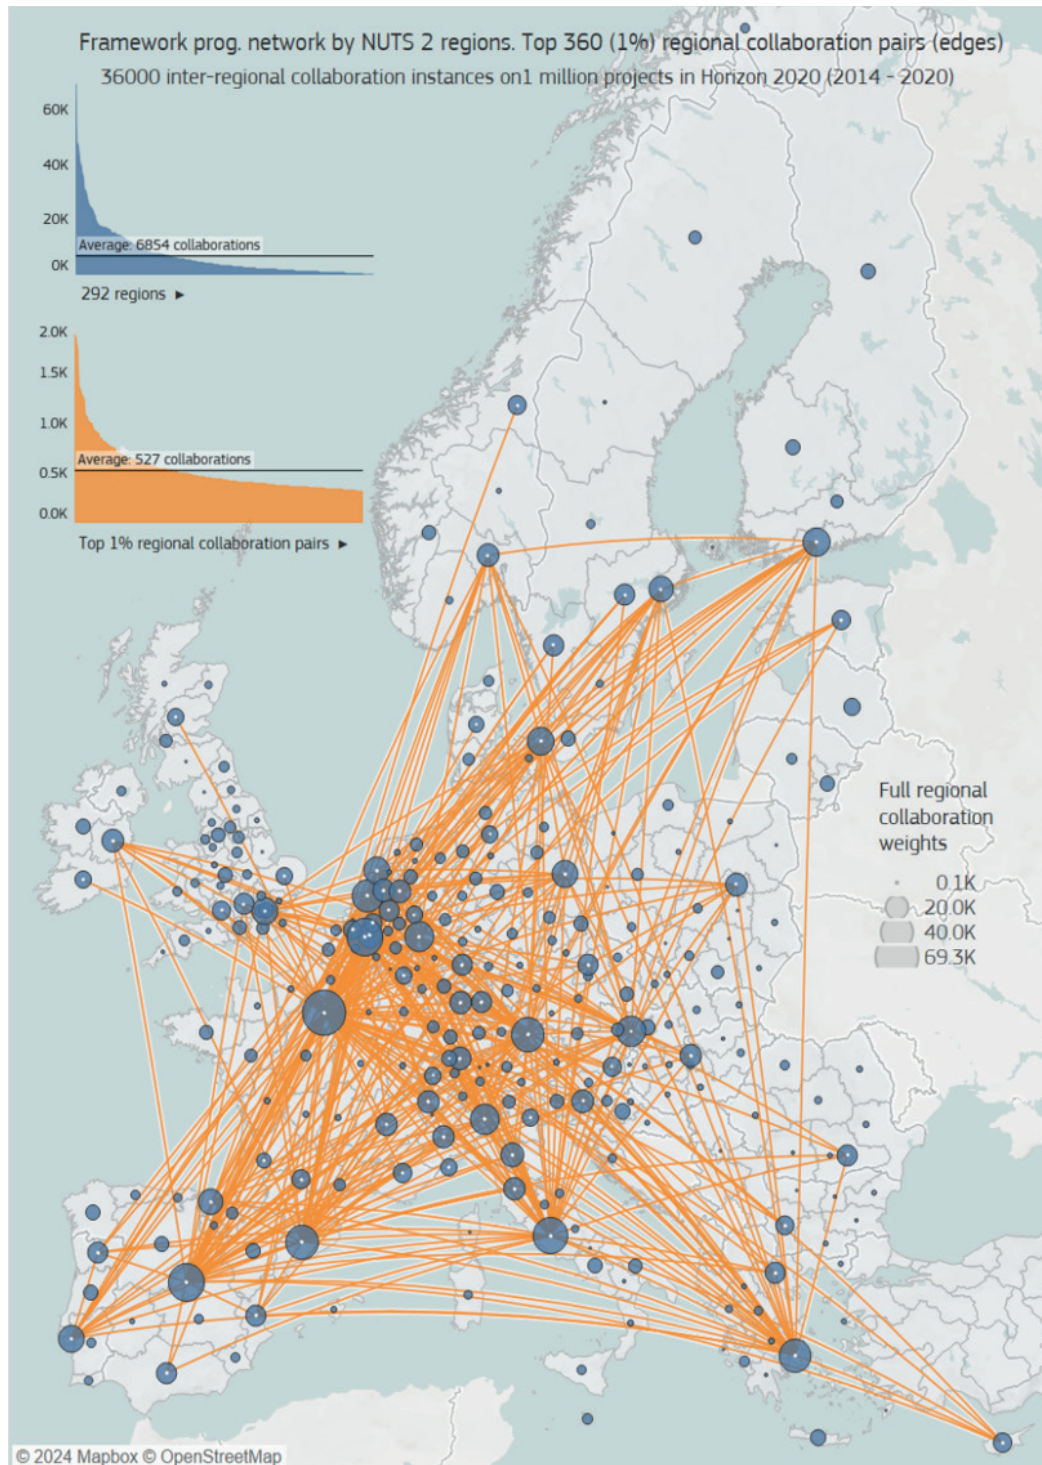 Framework prog. network by NUTS 2 regions. Top 360 (1%) regional collaboration pairs (edges)
36000 inter-regional collaboration instances on1 million projects in Horizon 2020 (2014 - 2020)
60K
40K
20K
Average: 6854 collaborations
0K
292 regions ►
2.0K
1.5K
1.0K
Average: 527 collaborations
0.5K
0.0K
Top 1% regional collaboration pairs ►
Full regional
collaboration
weights
0.1K
20.0K
40.0K
69.3K
© 2024 Mapbox © OpenStreetMap